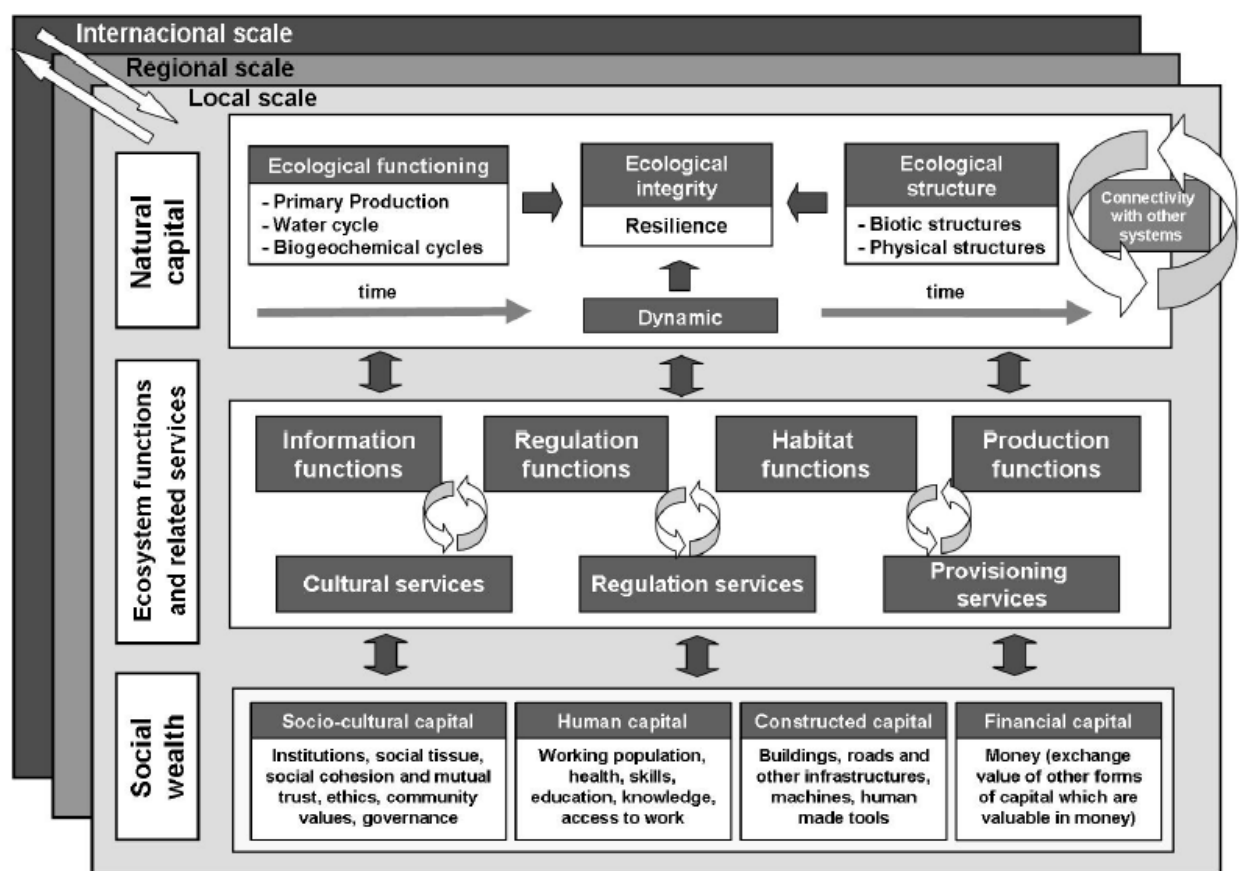 Internacional scale
Regional scale
Local scale
Natural
capital
Ecological functioning
- Primary Production
- Water cycle
- Biogeochemical cycles
Ecological
integrity
Resilience
Ecological
structure
- Biotic structures
- Physical structures
Connectivity
with other
systems
time
Dynamic
time
Ecosystem functions
and related services
Information
functions
Regulation
functions
Habitat
functions
Production
functions
Cultural services
Regulation services
Provisioning
services
Social
wealth
Socio-cultural capital
Institutions, social tissue,
social cohesion and mutual
trust, ethics, community
values, governance
Human capital
Working population,
health, skills,
education, knowledge,
access to work
Constructed capital
Buildings, roads and
other infrastructures,
machines, human
made tools
Financial capital
Money (exchange
value of other forms
of capital which are
valuable in money)